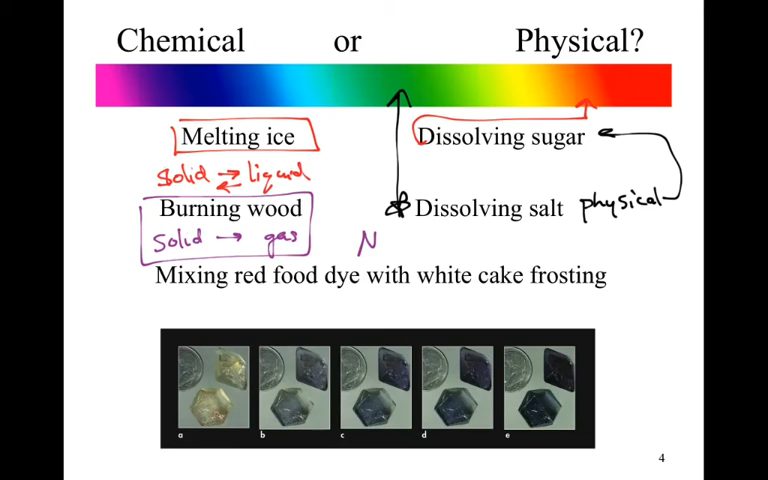 Chemical or Physical?
Melting ice Dissolving sugar
solid ⇄ liquid
Burning wood Dissolving salt physical
solid → gas N
Mixing red food dye with white cake frosting
a b c d e
4